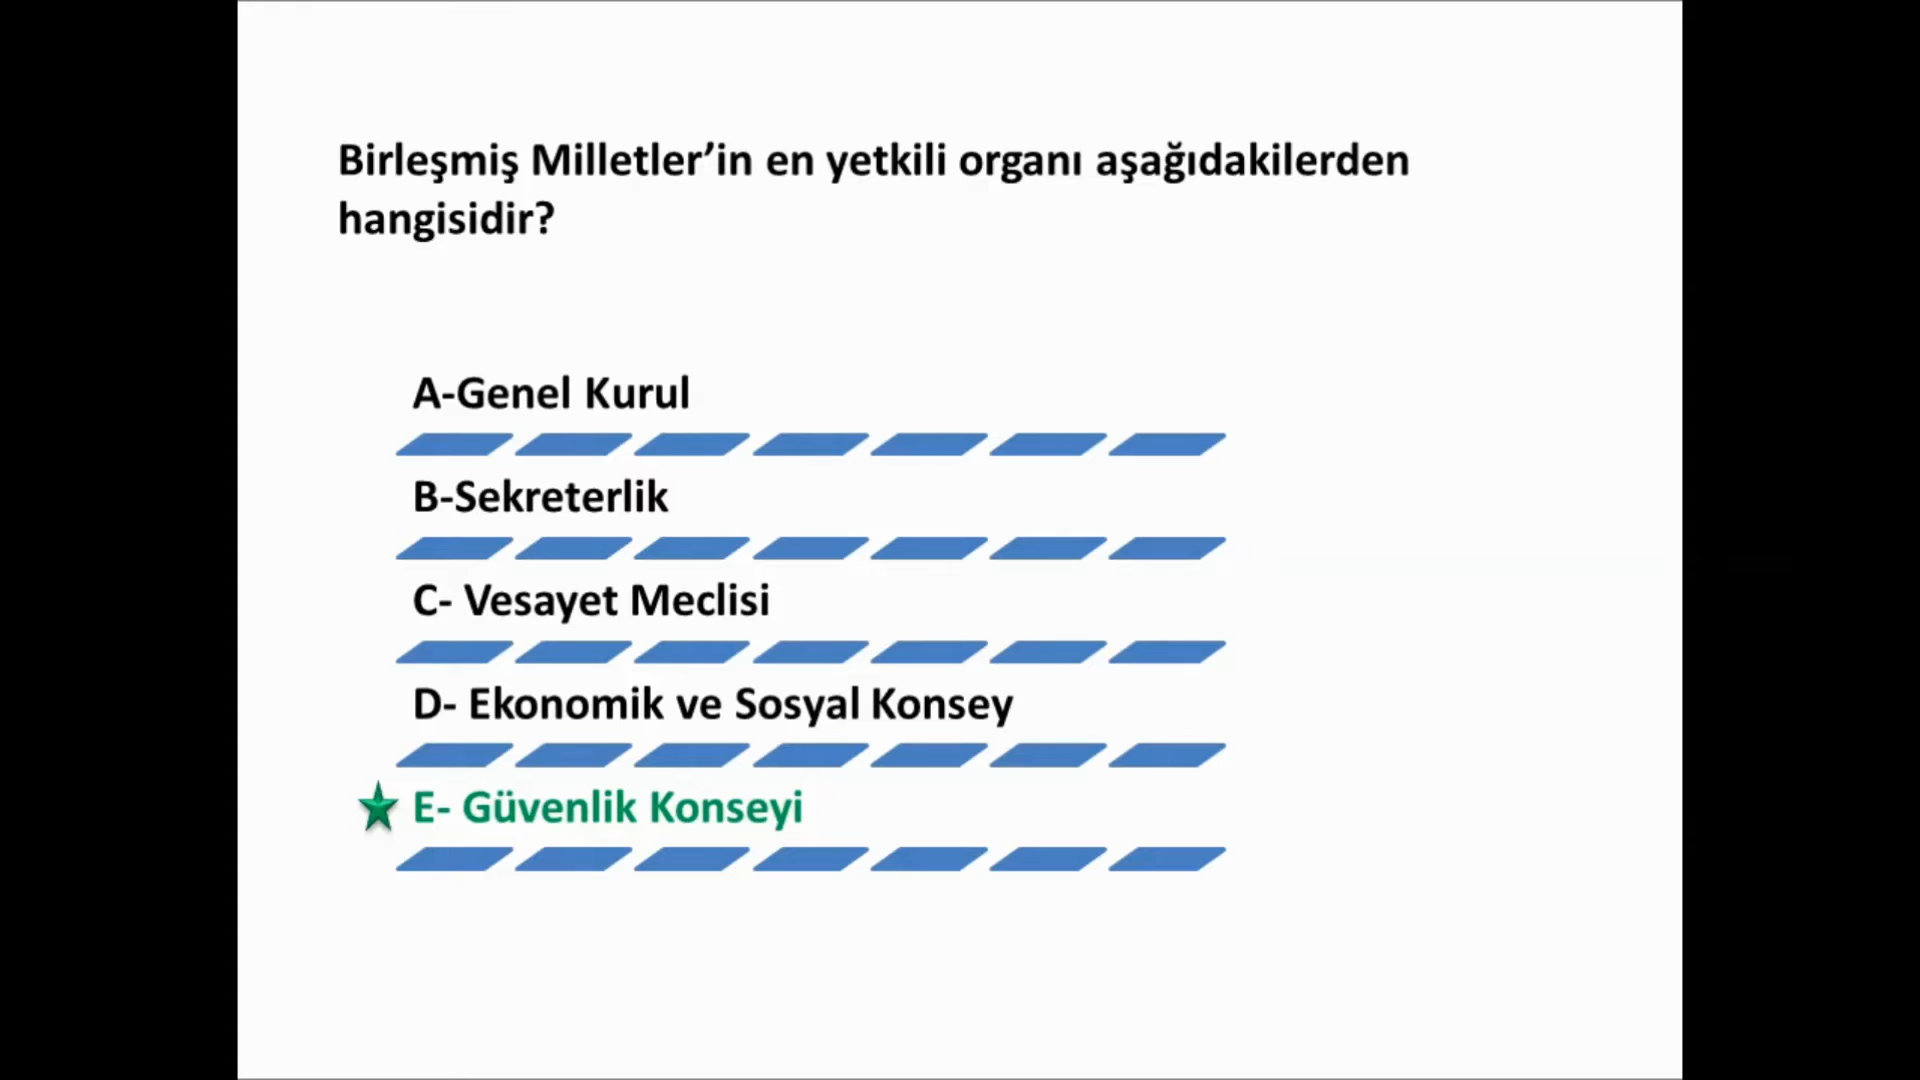 Birleşmiş Milletler’in en yetkili organı aşağıdakilerden
hangisidir?
A-Genel Kurul
B-Sekreterlik
C- Vesayet Meclisi
D- Ekonomik ve Sosyal Konsey
E- Güvenlik Konseyi